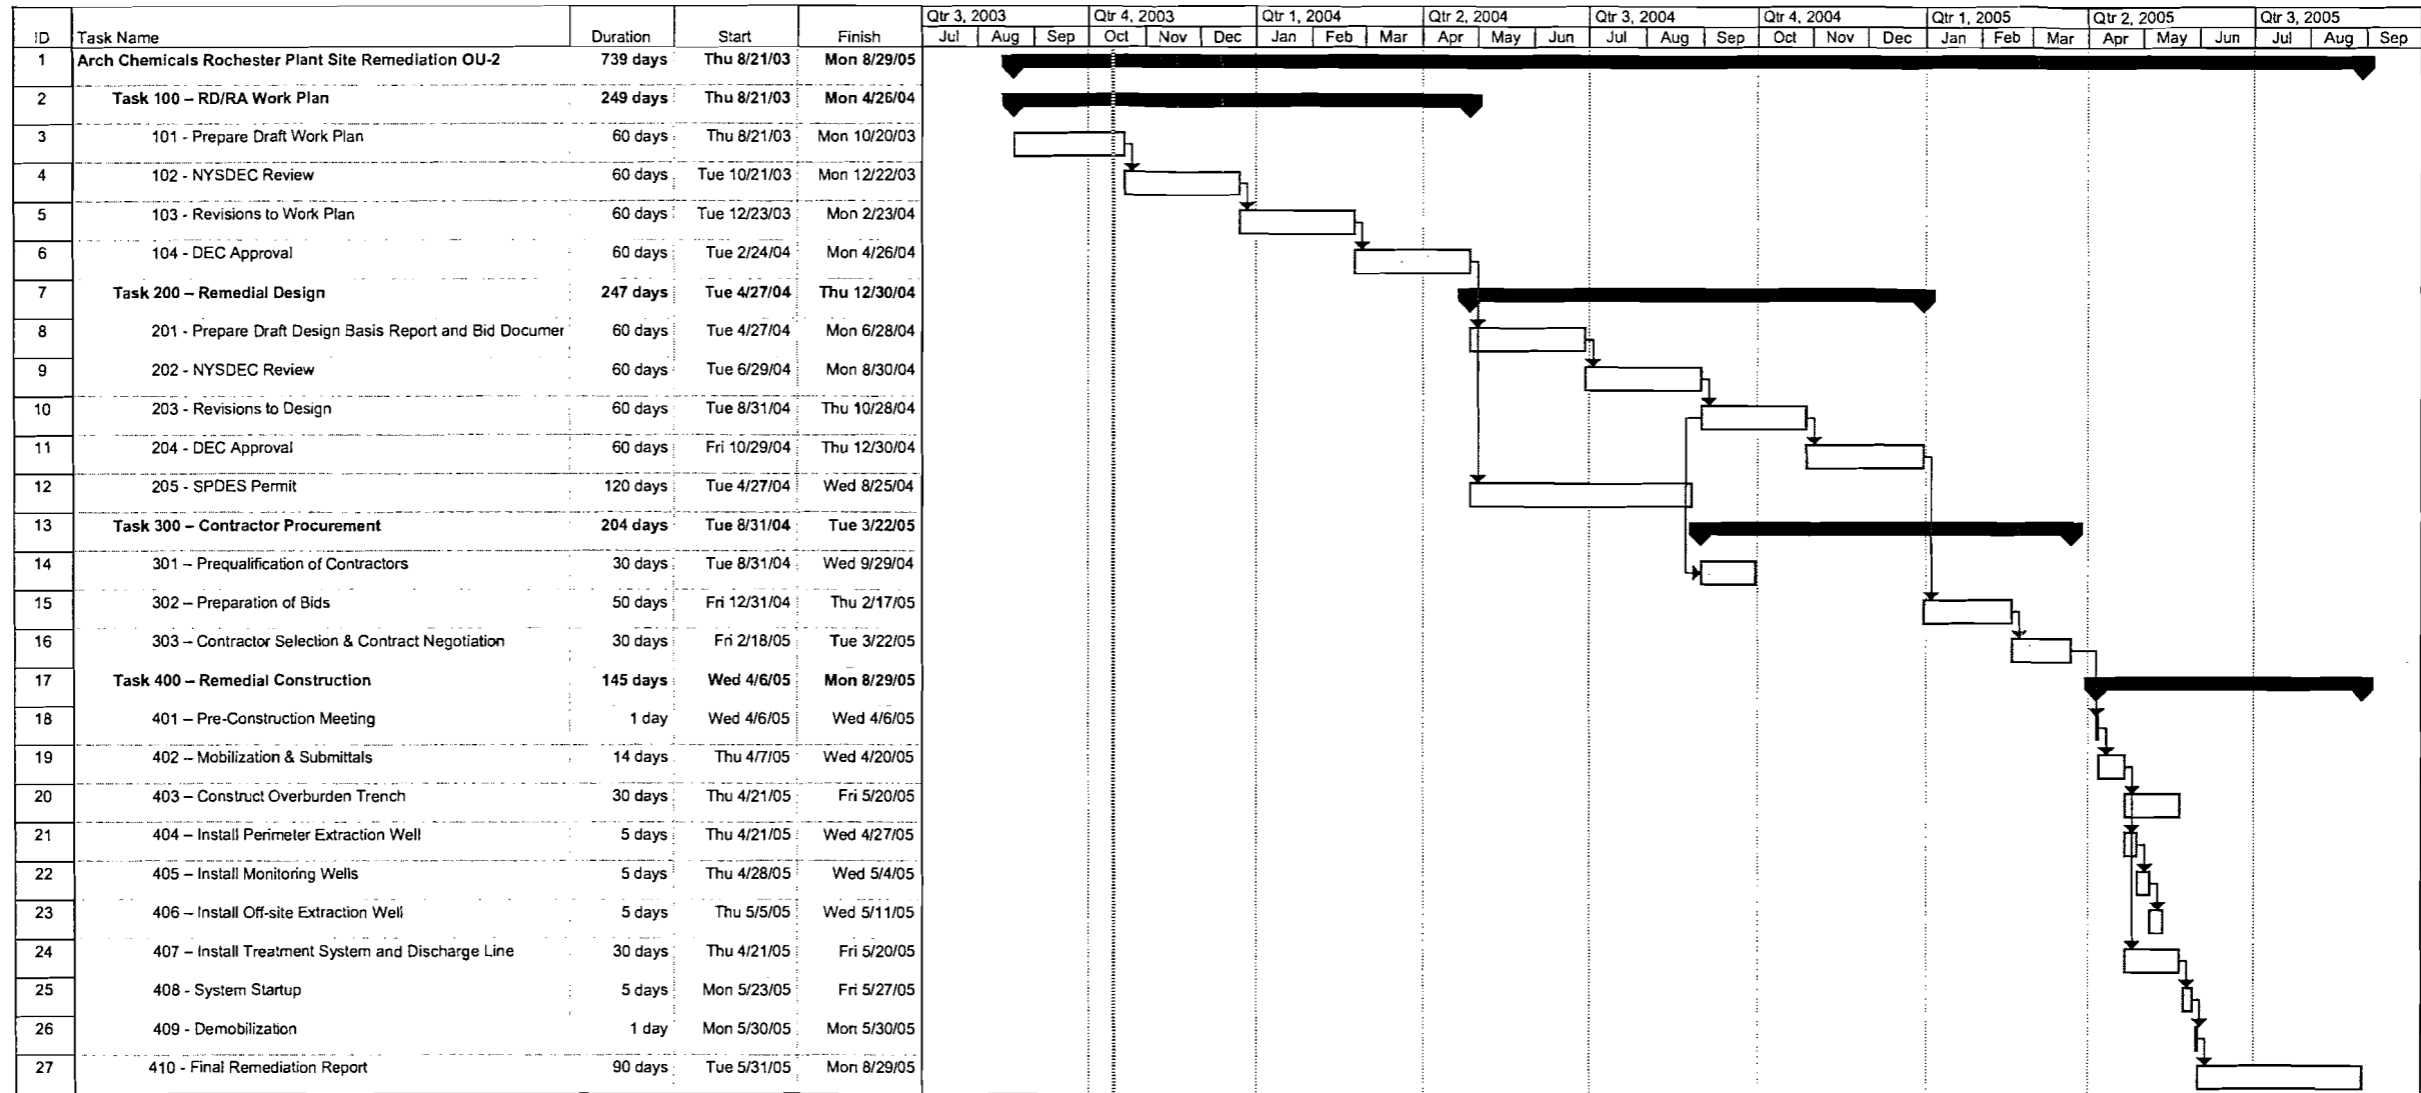 Qtr 3, 2003 Qtr 4, 2003 Qtr 1, 2004 Qtr 2, 2004 Qtr 3, 2004 Qtr 4, 2004 Qtr 1, 2005 Qtr 2, 2005 Qtr 3, 2005
ID Task Name Duration Start Finish Jul Aug Sep Oct Nov Dec Jan Feb Mar Apr May Jun Jul Aug Sep Oct Nov Dec Jan Feb Mar Apr May Jun Jul Aug Sep
1 Arch Chemicals Rochester Plant Site Remediation OU-2 739 days Thu 8/21/03 Mon 8/29/05
2 Task 100 – RD/RA Work Plan 249 days Thu 8/21/03 Mon 4/26/04
3 101 - Prepare Draft Work Plan 60 days Thu 8/21/03 Mon 10/20/03
4 102 - NYSDEC Review 60 days Tue 10/21/03 Mon 12/22/03
5 103 - Revisions to Work Plan 60 days Tue 12/23/03 Mon 2/23/04
6 104 - DEC Approval 60 days Tue 2/24/04 Mon 4/26/04
7 Task 200 – Remedial Design 247 days Tue 4/27/04 Thu 12/30/04
8 201 - Prepare Draft Design Basis Report and Bid Documer 60 days Tue 4/27/04 Mon 6/28/04
9 202 - NYSDEC Review 60 days Tue 6/29/04 Mon 8/30/04
10 203 - Revisions to Design 60 days Tue 8/31/04 Thu 10/28/04
11 204 - DEC Approval 60 days Fri 10/29/04 Thu 12/30/04
12 205 - SPDES Permit 120 days Tue 4/27/04 Wed 8/25/04
13 Task 300 – Contractor Procurement 204 days Tue 8/31/04 Tue 3/22/05
14 301 – Prequalification of Contractors 30 days Tue 8/31/04 Wed 9/29/04
15 302 – Preparation of Bids 50 days Fri 12/31/04 Thu 2/17/05
16 303 – Contractor Selection & Contract Negotiation 30 days Fri 2/18/05 Tue 3/22/05
17 Task 400 – Remedial Construction 145 days Wed 4/6/05 Mon 8/29/05
18 401 – Pre-Construction Meeting 1 day Wed 4/6/05 Wed 4/6/05
19 402 – Mobilization & Submittals 14 days Thu 4/7/05 Wed 4/20/05
20 403 – Construct Overburden Trench 30 days Thu 4/21/05 Fri 5/20/05
21 404 – Install Perimeter Extraction Well 5 days Thu 4/21/05 Wed 4/27/05
22 405 – Install Monitoring Wells 5 days Thu 4/28/05 Wed 5/4/05
23 406 – Install Off-site Extraction Well 5 days Thu 5/5/05 Wed 5/11/05
24 407 – Install Treatment System and Discharge Line 30 days Thu 4/21/05 Fri 5/20/05
25 408 - System Startup 5 days Mon 5/23/05 Fri 5/27/05
26 409 - Demobilization 1 day Mon 5/30/05 Mon 5/30/05
27 410 - Final Remediation Report 90 days Tue 5/31/05 Mon 8/29/05